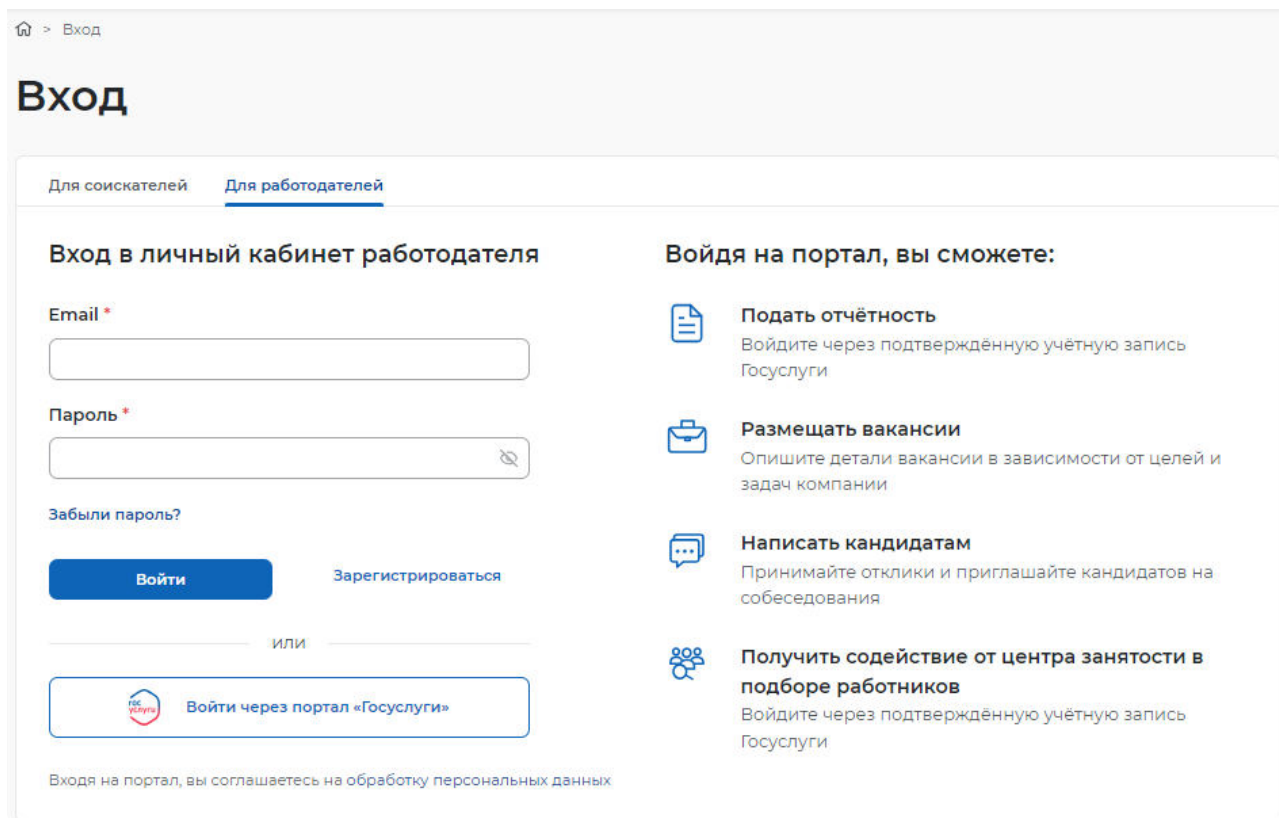 > Вход
Вход
Для соискателей Для работодателей
Вход в личный кабинет работодателя
Email *
Пароль *
Забыли пароль?
Войти Зарегистрироваться
или
гос
услуги
Войти через портал «Госуслуги»
Входя на портал, вы соглашаетесь на обработку персональных данных
Войдя на портал, вы сможете:
Подать отчётность
Войдите через подтверждённую учётную запись
Госуслуги
Размещать вакансии
Опишите детали вакансии в зависимости от целей и
задач компании
Написать кандидатам
Принимайте отклики и приглашайте кандидатов на
собеседования
Получить содействие от центра занятости в
подборе работников
Войдите через подтверждённую учётную запись
Госуслуги